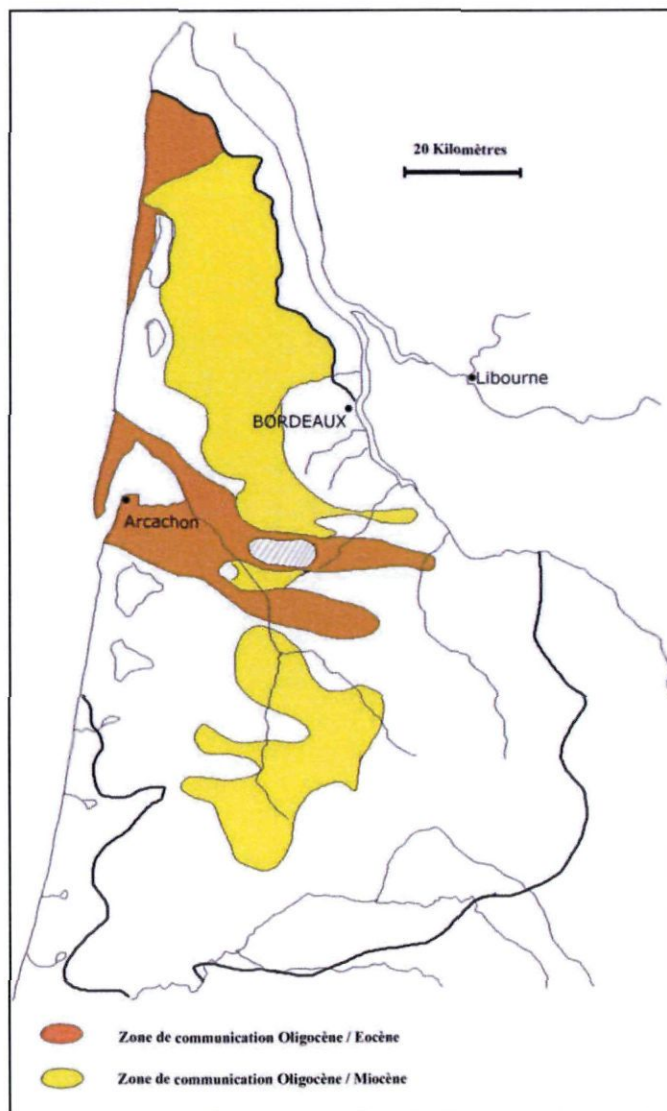 20 Kilomètres
Libourne
BORDEAUX
Arcachon
Zone de communication Oligocène / Eocène
Zone de communication Oligocène / Miocène